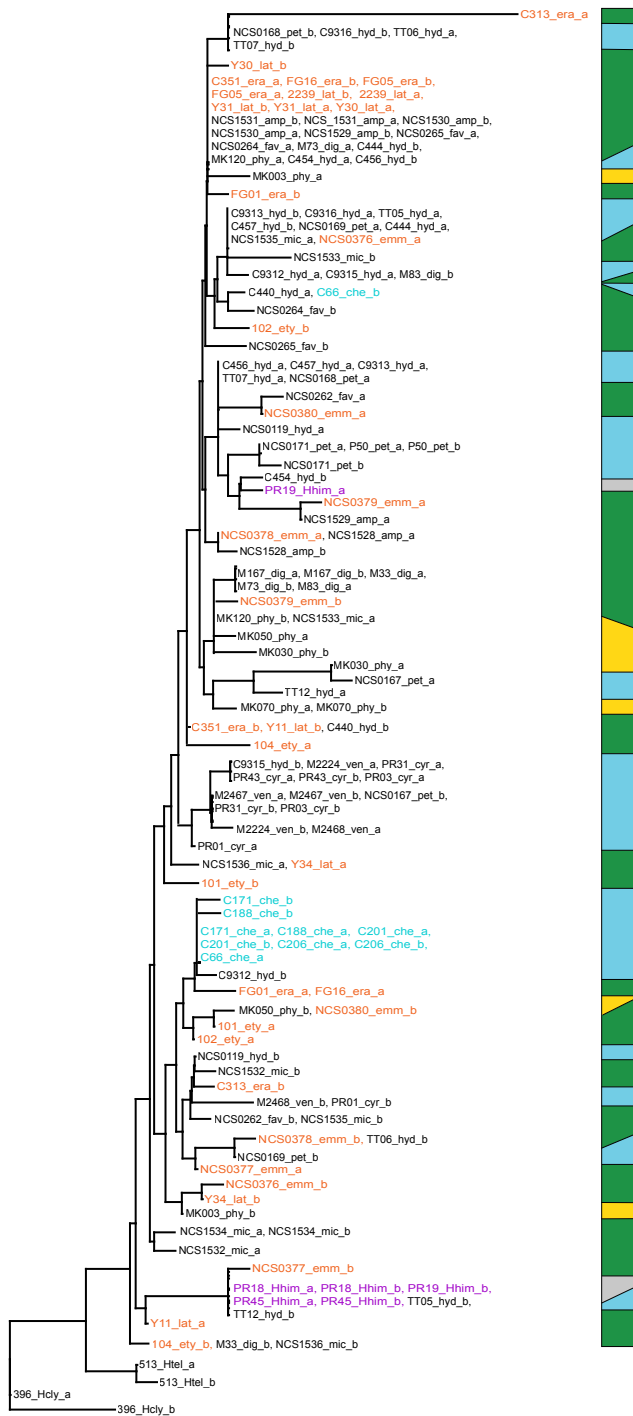 C313_era_a
NCS0168_pet_b, C9316_hyd_b, TT06_hyd_a,
TT07_hyd_b
Y30_lat_b
C351_era_a, FG16_era_b, FG05_era_b,
FG05_era_a, 2239_lat_b, 2239_lat_a,
Y31_lat_b, Y31_lat_a, Y30_lat_a,
NCS1531_amp_b, NCS_1531_amp_a, NCS1530_amp_b,
NCS1530_amp_a, NCS1529_amp_b, NCS0265_fav_a,
NCS0264_fav_a, M73_dig_a, C444_hyd_b,
MK120_phy_a, C454_hyd_a, C456_hyd_b
MK003_phy_a
FG01_era_b
C9313_hyd_b, C9316_hyd_a, TT05_hyd_a,
C457_hyd_b, NCS0169_pet_a, C444_hyd_a,
NCS1535_mic_a, NCS0376_emm_a
NCS1533_mic_b
C9312_hyd_a, C9315_hyd_a, M83_dig_b
C440_hyd_a, C66_che_b
NCS0264_fav_b
102_ety_b
NCS0265_fav_b
C456_hyd_a, C457_hyd_a, C9313_hyd_a,
TT07_hyd_a, NCS0168_pet_a
NCS0262_fav_a
NCS0380_emm_a
NCS0119_hyd_a
NCS0171_pet_a, P50_pet_a, P50_pet_b
NCS0171_pet_b
C454_hyd_b
PR19_Hhim_a
NCS0379_emm_a
NCS1529_amp_a
NCS0378_emm_a, NCS1528_amp_a
NCS1528_amp_b
M167_dig_a, M167_dig_b, M33_dig_a,
M73_dig_b, M83_dig_a
NCS0379_emm_b
MK120_phy_b, NCS1533_mic_a
MK050_phy_a
MK030_phy_b
MK030_phy_a
NCS0167_pet_a
TT12_hyd_a
MK070_phy_a, MK070_phy_b
C351_era_b, Y11_lat_b, C440_hyd_b
104_ety_a
C9315_hyd_b, M2224_ven_a, PR31_cyr_a,
PR43_cyr_a, PR43_cyr_b, PR03_cyr_a
M2467_ven_a, M2467_ven_b, NCS0167_pet_b,
PR31_cyr_b, PR03_cyr_b
M2224_ven_b, M2468_ven_a
PR01_cyr_a
NCS1536_mic_a, Y34_lat_a
101_ety_b
C171_che_b
C188_che_b
C171_che_a, C188_che_a, C201_che_a,
C201_che_b, C206_che_a, C206_che_b,
C66_che_a
C9312_hyd_b
FG01_era_a, FG16_era_a
MK050_phy_b, NCS0380_emm_b
101_ety_a
102_ety_a
NCS0119_hyd_b
NCS1532_mic_b
C313_era_b
M2468_ven_b, PR01_cyr_b
NCS0262_fav_b, NCS1535_mic_b
NCS0378_emm_b, TT06_hyd_b
NCS0169_pet_b
NCS0377_emm_a
NCS0376_emm_b
Y34_lat_b
MK003_phy_b
NCS1534_mic_a, NCS1534_mic_b
NCS1532_mic_a
NCS0377_emm_b
PR18_Hhim_a, PR18_Hhim_b, PR19_Hhim_b,
PR45_Hhim_a, PR45_Hhim_b, TT05_hyd_b,
TT12_hyd_b
Y11_lat_a
104_ety_b, M33_dig_b, NCS1536_mic_b
513_Htel_a
513_Htel_b
396_Hcly_a
396_Hcly_b